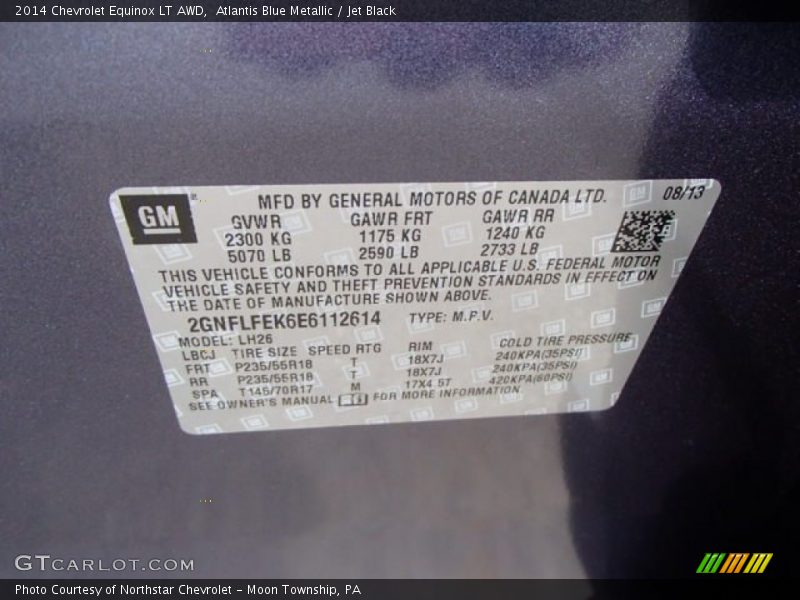 2014 Chevrolet Equinox LT AWD, Atlantis Blue Metallic / Jet Black
GM
MFD BY GENERAL MOTORS OF CANADA LTD. 08/13
GVWR GAWR FRT GAWR RR
2300 KG 1175 KG 1240 KG
5070 LB 2590 LB 2733 LB
THIS VEHICLE CONFORMS TO ALL APPLICABLE U.S. FEDERAL MOTOR
VEHICLE SAFETY AND THEFT PREVENTION STANDARDS IN EFFECT ON
THE DATE OF MANUFACTURE SHOWN ABOVE.
2GNFLFEK6E6112614 TYPE: M.P.V.
MODEL: LH26
LBCJ TIRE SIZE SPEED RTG RIM COLD TIRE PRESSURE
FRT P235/55R18 T 18X7J 240KPA(35PSI)
RR P235/55R18 T 18X7J 240KPA(35PSI)
SPA T145/70R17 M 17X4.5T 420KPA(60PSI)
SEE OWNER'S MANUAL FOR MORE INFORMATION
GTCARLOT.COM
Photo Courtesy of Northstar Chevrolet - Moon Township, PA